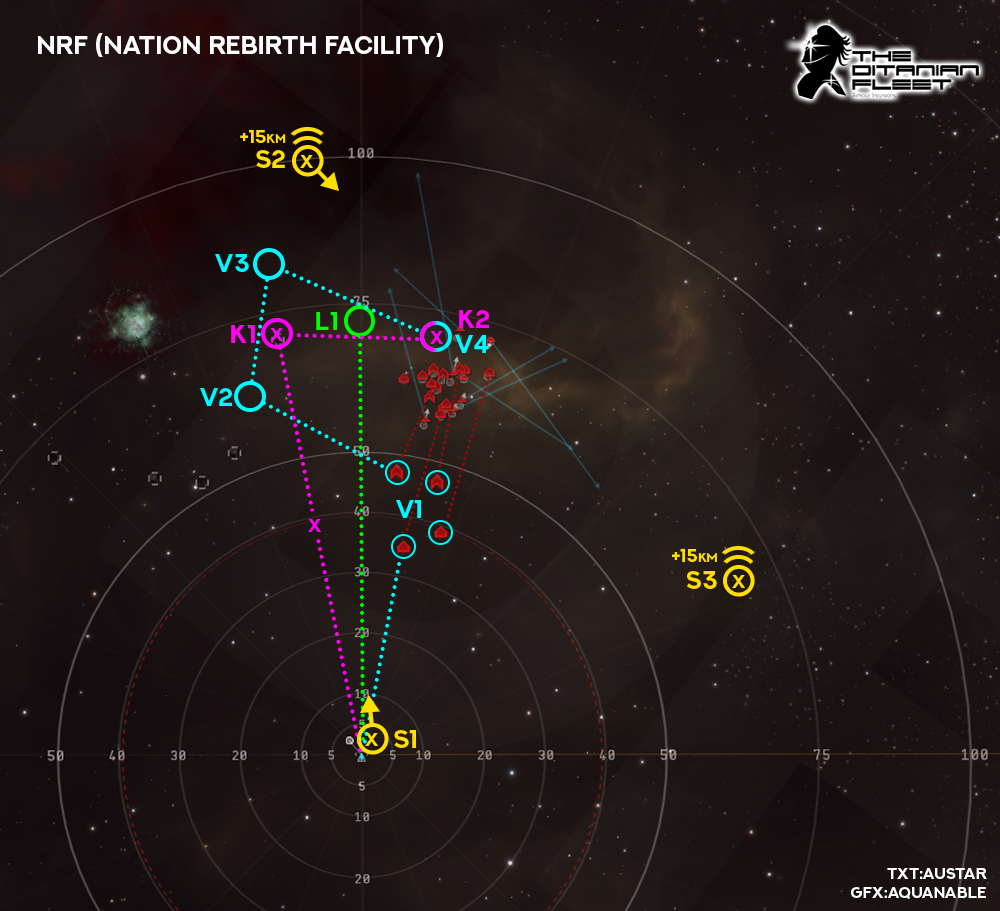 NRF (NATION REBIRTH FACILITY)
THE
DITANIAN
FLEET
+15KM
S2 X
100
V3
75
K1 X
L1
X K2
V4
V2
50
V1
40
X
+15KM
S3 X
30
20
10
5
X S1
50 40 30 20 10 5 5 10 20 30 50 75 100
5
10
20
TXT:AUSTAR
GFX:AQUANABLE